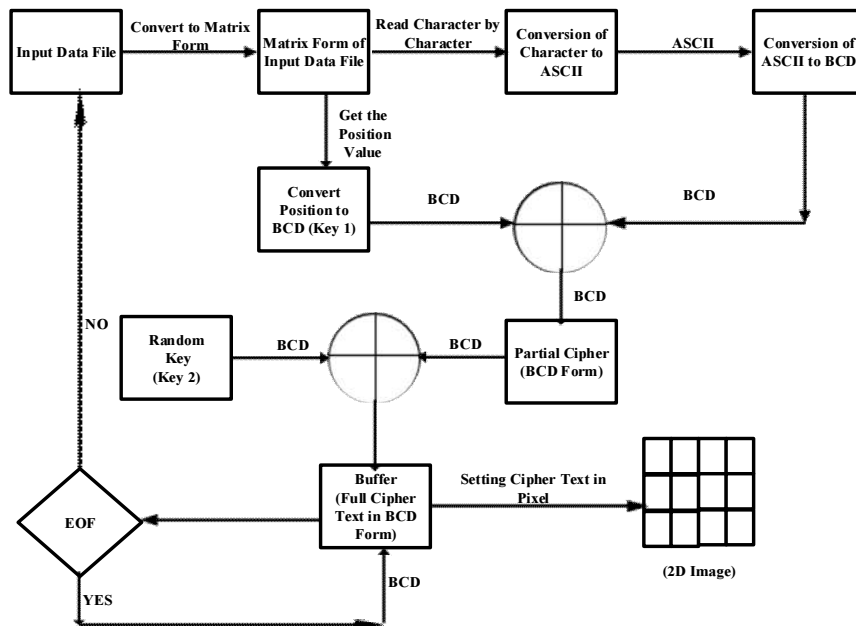 Input Data File
Convert to Matrix
Form
Matrix Form of
Input Data File
Read Character by
Character
Conversion of
Character to
ASCII
ASCII
Conversion of
ASCII to BCD
Get the
Position
Value
Convert
Position to
BCD (Key 1)
BCD
BCD
BCD
NO
Random
Key
(Key 2)
BCD
BCD
Partial Cipher
(BCD Form)
EOF
Buffer
(Full Cipher
Text in BCD
Form)
Setting Cipher Text in
Pixel
(2D Image)
YES
BCD